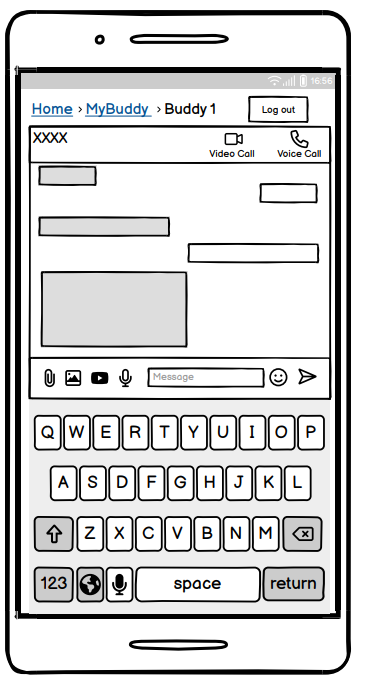 16:56
Home › MyBuddy › Buddy 1 Log out
XXXX
Video Call Voice Call
Message
Q W E R T Y U I O P
A S D F G H J K L
Z X C V B N M
123 space return